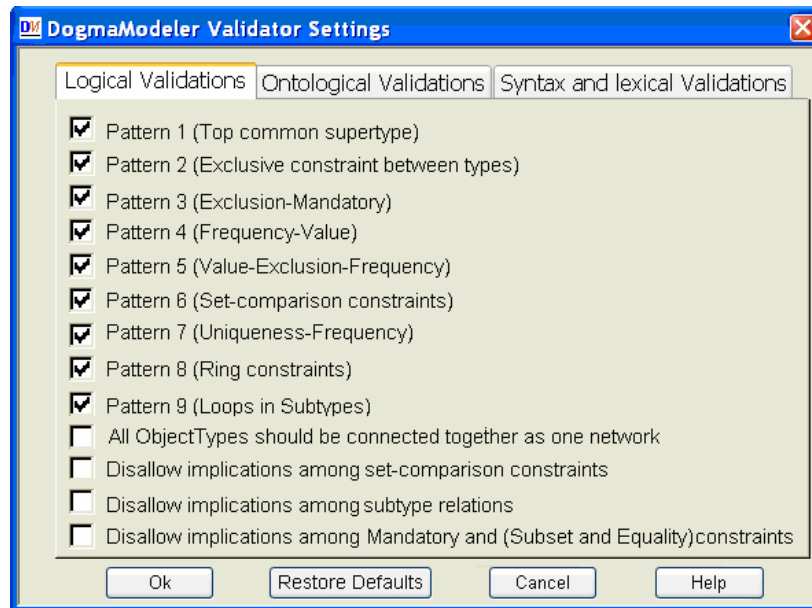 DM DogmaModeler Validator Settings
Logical Validations Ontological Validations Syntax and lexical Validations
Pattern 1 (Top common supertype)
Pattern 2 (Exclusive constraint between types)
Pattern 3 (Exclusion-Mandatory)
Pattern 4 (Frequency-Value)
Pattern 5 (Value-Exclusion-Frequency)
Pattern 6 (Set-comparison constraints)
Pattern 7 (Uniqueness-Frequency)
Pattern 8 (Ring constraints)
Pattern 9 (Loops in Subtypes)
All ObjectTypes should be connected together as one network
Disallow implications among set-comparison constraints
Disallow implications among subtype relations
Disallow implications among Mandatory and (Subset and Equality)constraints
Ok Restore Defaults Cancel Help